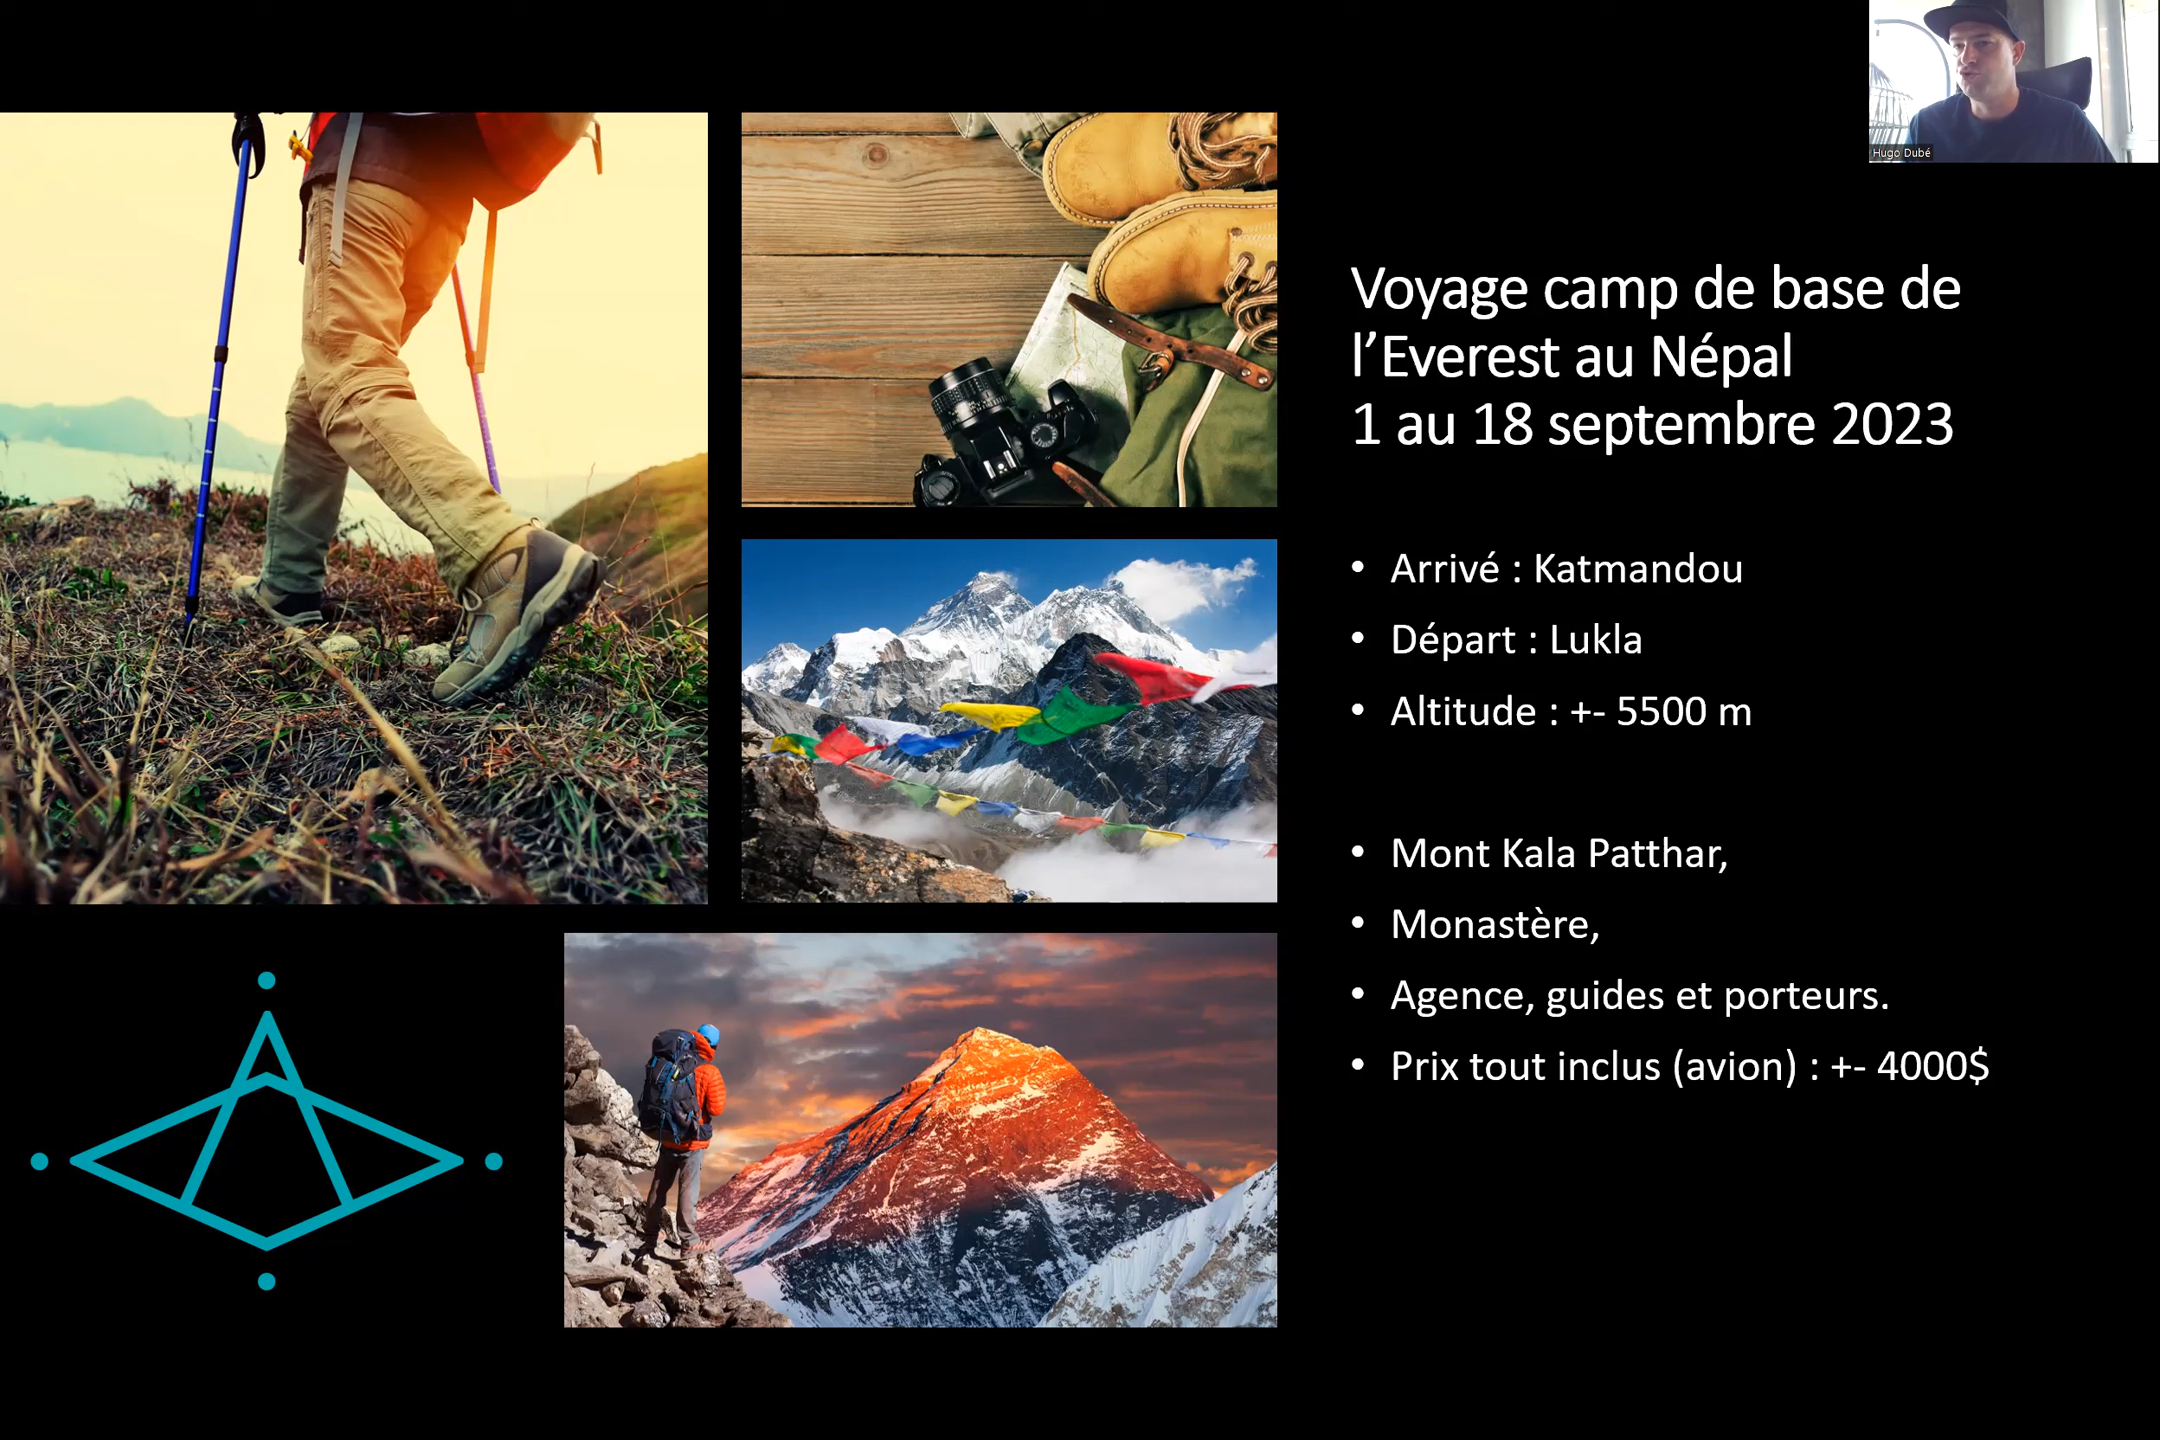 Hugo Dubé
Voyage camp de base de
l’Everest au Népal
1 au 18 septembre 2023
• Arrivé : Katmandou
• Départ : Lukla
• Altitude : +- 5500 m
• Mont Kala Patthar,
• Monastère,
• Agence, guides et porteurs.
• Prix tout inclus (avion) : +- 4000$